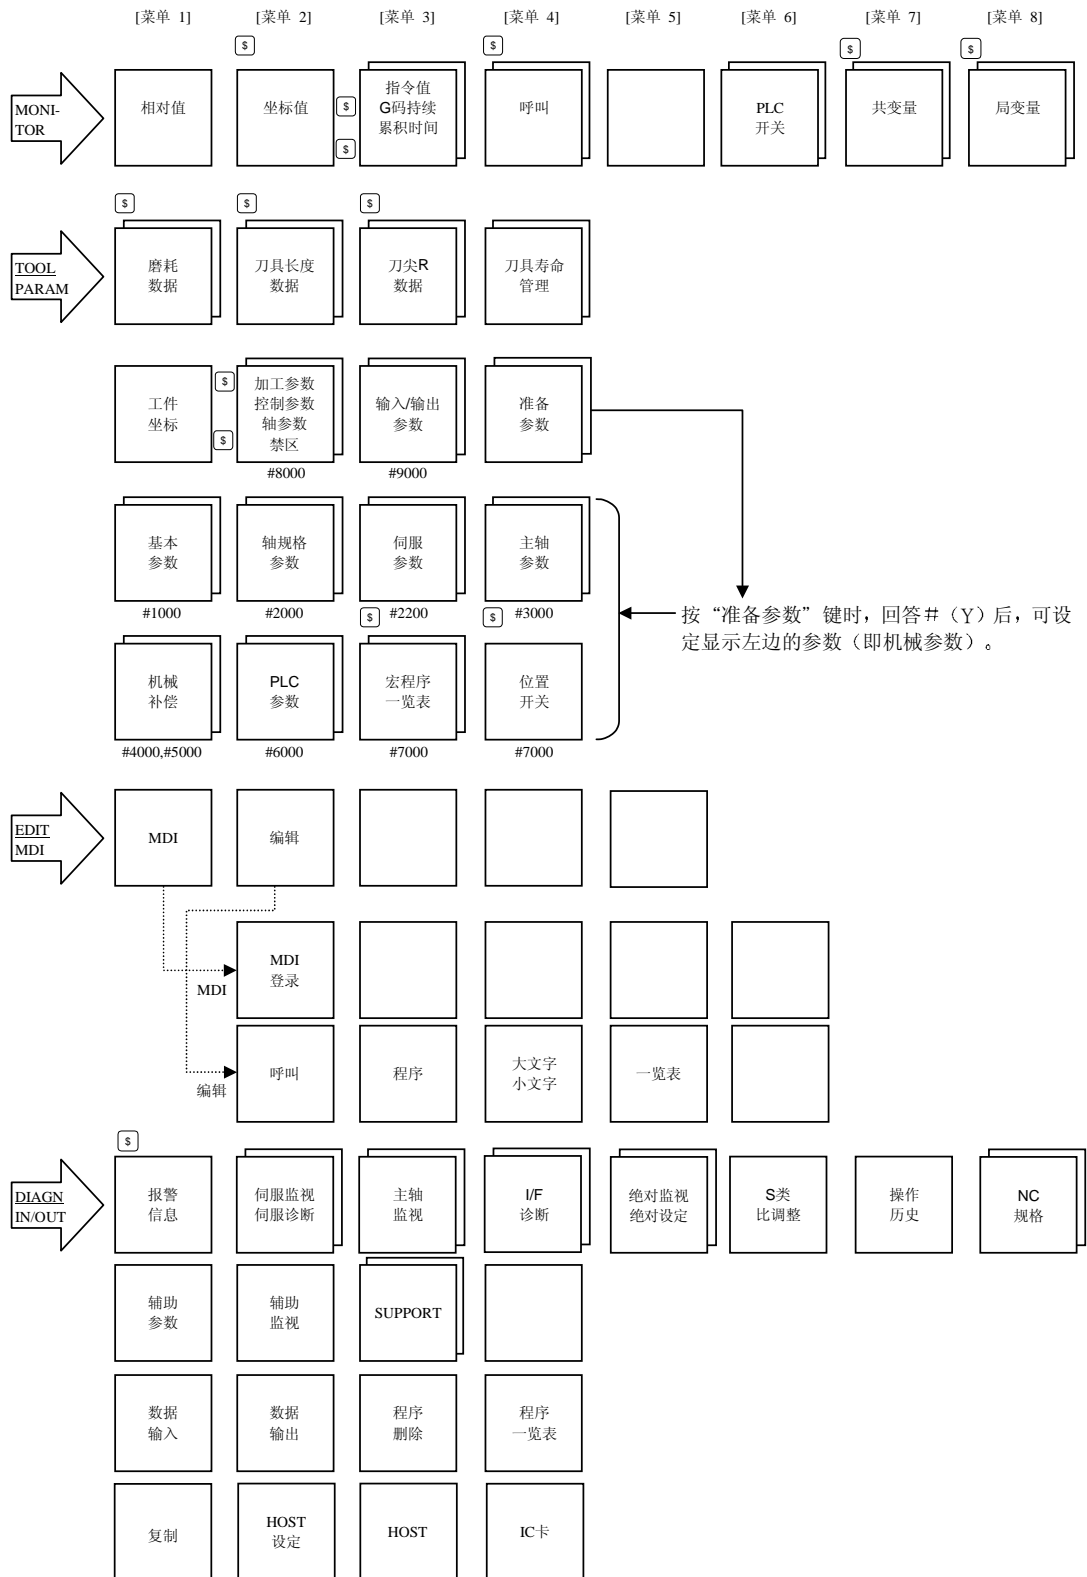 [菜单 1] [菜单 2] [菜单 3] [菜单 4] [菜单 5] [菜单 6] [菜单 7] [菜单 8]
$ $ $ $
MONI-
TOR
相对值
坐标值
$
$
指令值
G码持续
累积时间
呼叫
PLC
开关
共变量
局变量
$ $ $
TOOL
PARAM
磨耗
数据
刀具长度
数据
刀尖R
数据
刀具寿命
管理
工件
坐标
$
$
加工参数
控制参数
轴参数
禁区
#8000
输入/输出
参数
#9000
准备
参数
基本
参数
#1000
轴规格
参数
#2000
伺服
参数
$ #2200
主轴
参数
$ #3000
按“准备参数”键时，回答＃（Y）后，可设
定显示左边的参数（即机械参数）。
机械
补偿
#4000,#5000
PLC
参数
#6000
宏程序
一览表
#7000
位置
开关
#7000
EDIT
MDI
MDI
编辑
MDI
MDI
登录
编辑
呼叫
程序
大文字
小文字
一览表
$
DIAGN
IN/OUT
报警
信息
伺服监视
伺服诊断
主轴
监视
I/F
诊断
绝对监视
绝对设定
S类
比调整
操作
历史
NC
规格
辅助
参数
辅助
监视
SUPPORT
数据
输入
数据
输出
程序
删除
程序
一览表
复制
HOST
设定
HOST
IC卡